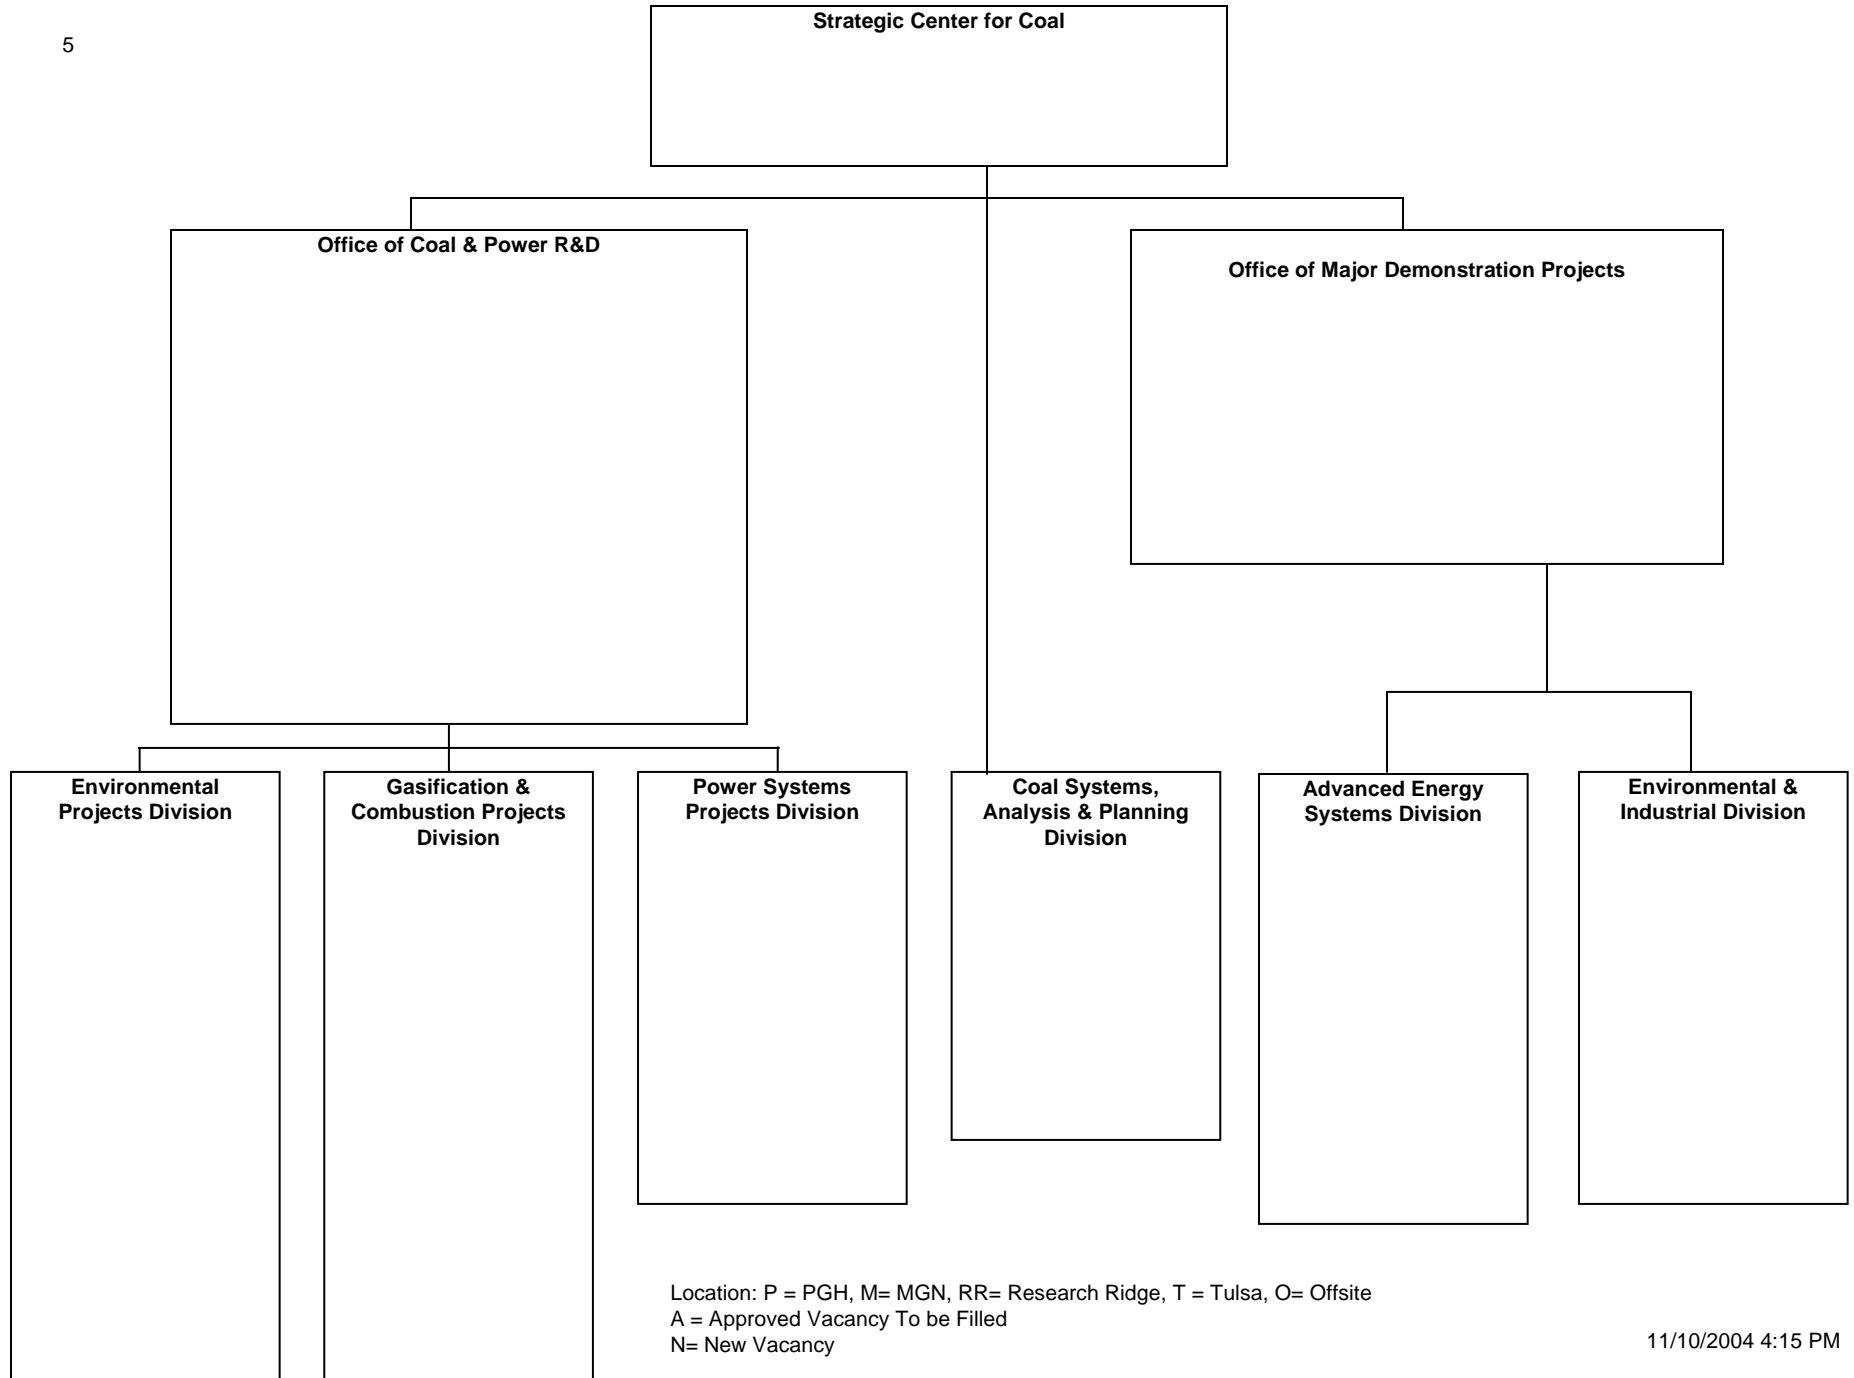 Strategic Center for Coal
5
Office of Coal & Power R&D
Office of Major Demonstration Projects
Environmental
Projects Division
Gasification &
Combustion Projects
Division
Power Systems
Projects Division
Coal Systems,
Analysis & Planning
Division
Advanced Energy
Systems Division
Environmental &
Industrial Division
Location: P = PGH, M= MGN, RR= Research Ridge, T = Tulsa, O= Offsite
A = Approved Vacancy To be Filled
N= New Vacancy
11/10/2004 4:15 PM